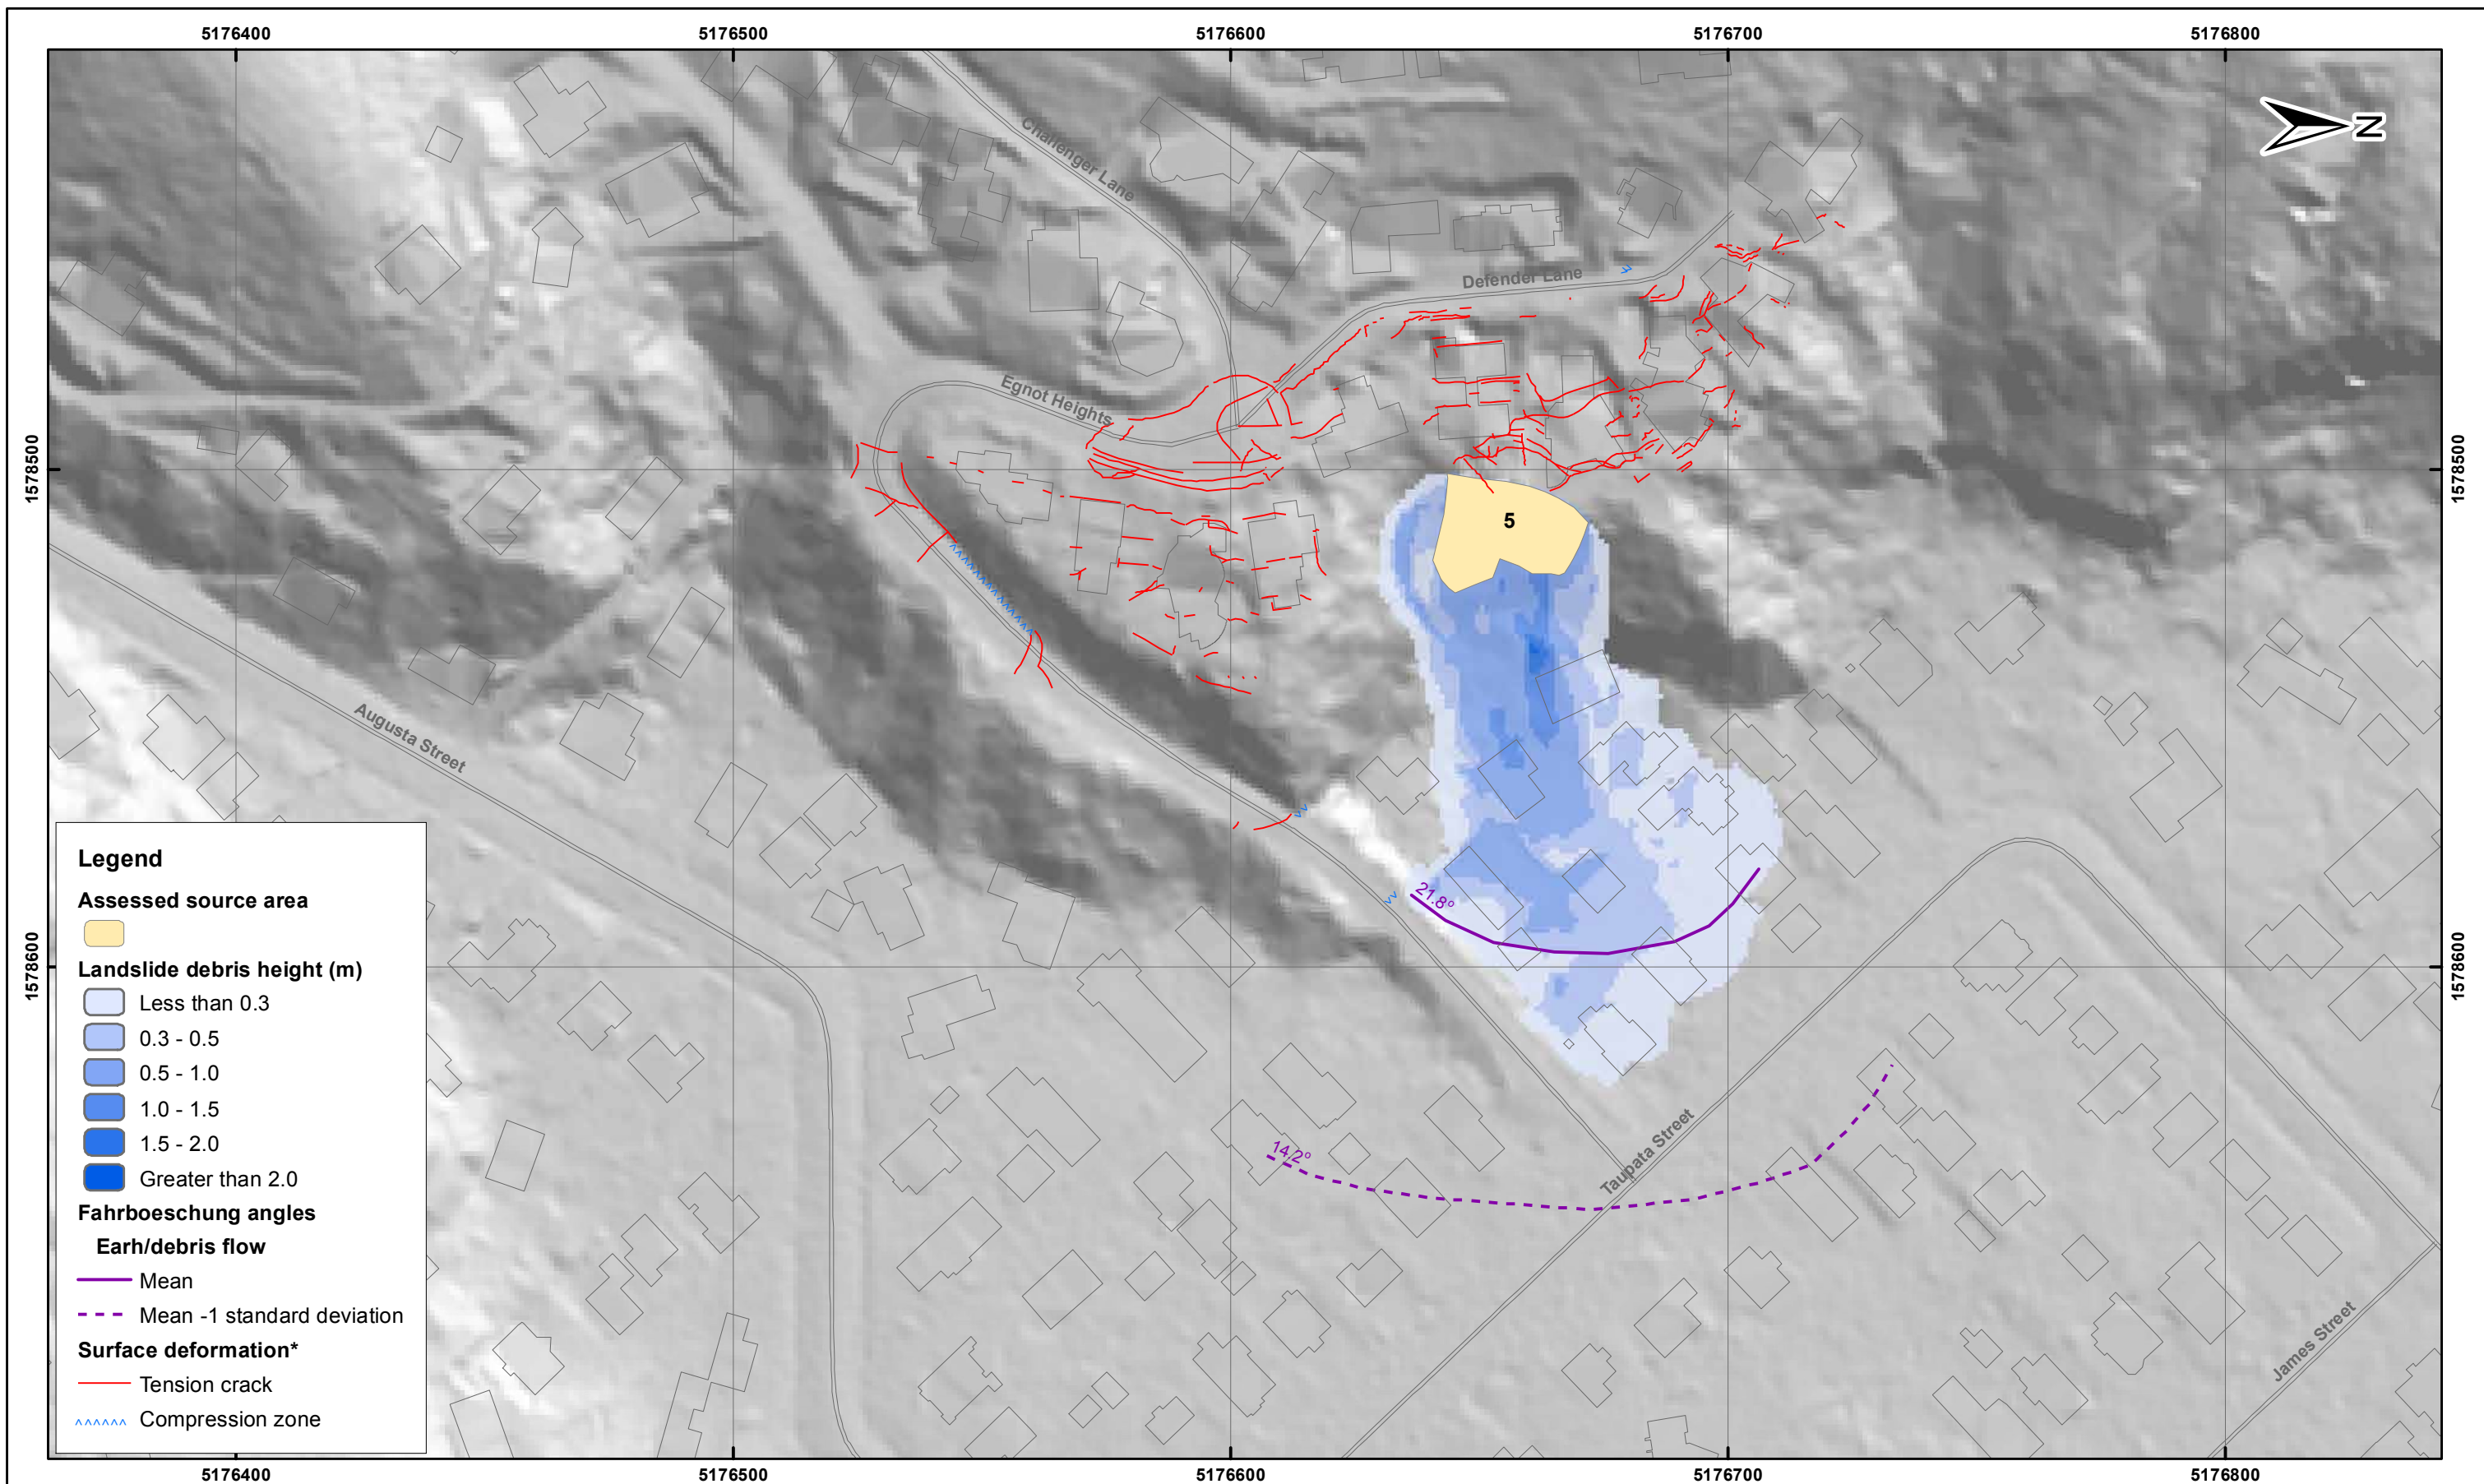 5176400 5176500 5176600 5176700 5176800
N
Challenger Lane
Defender Lane
Egnot Heights
1578500 1578500
5
Augusta Street
21.8°
1578600 1578600
14.2°
Taupata Street
James Street
Legend
Assessed source area
Landslide debris height (m)
Less than 0.3
0.3 - 0.5
0.5 - 1.0
1.0 - 1.5
1.5 - 2.0
Greater than 2.0
Fahrboeschung angles
Earh/debris flow
Mean
Mean -1 standard deviation
Surface deformation*
Tension crack
Compression zone
5176400 5176500 5176600 5176700 5176800